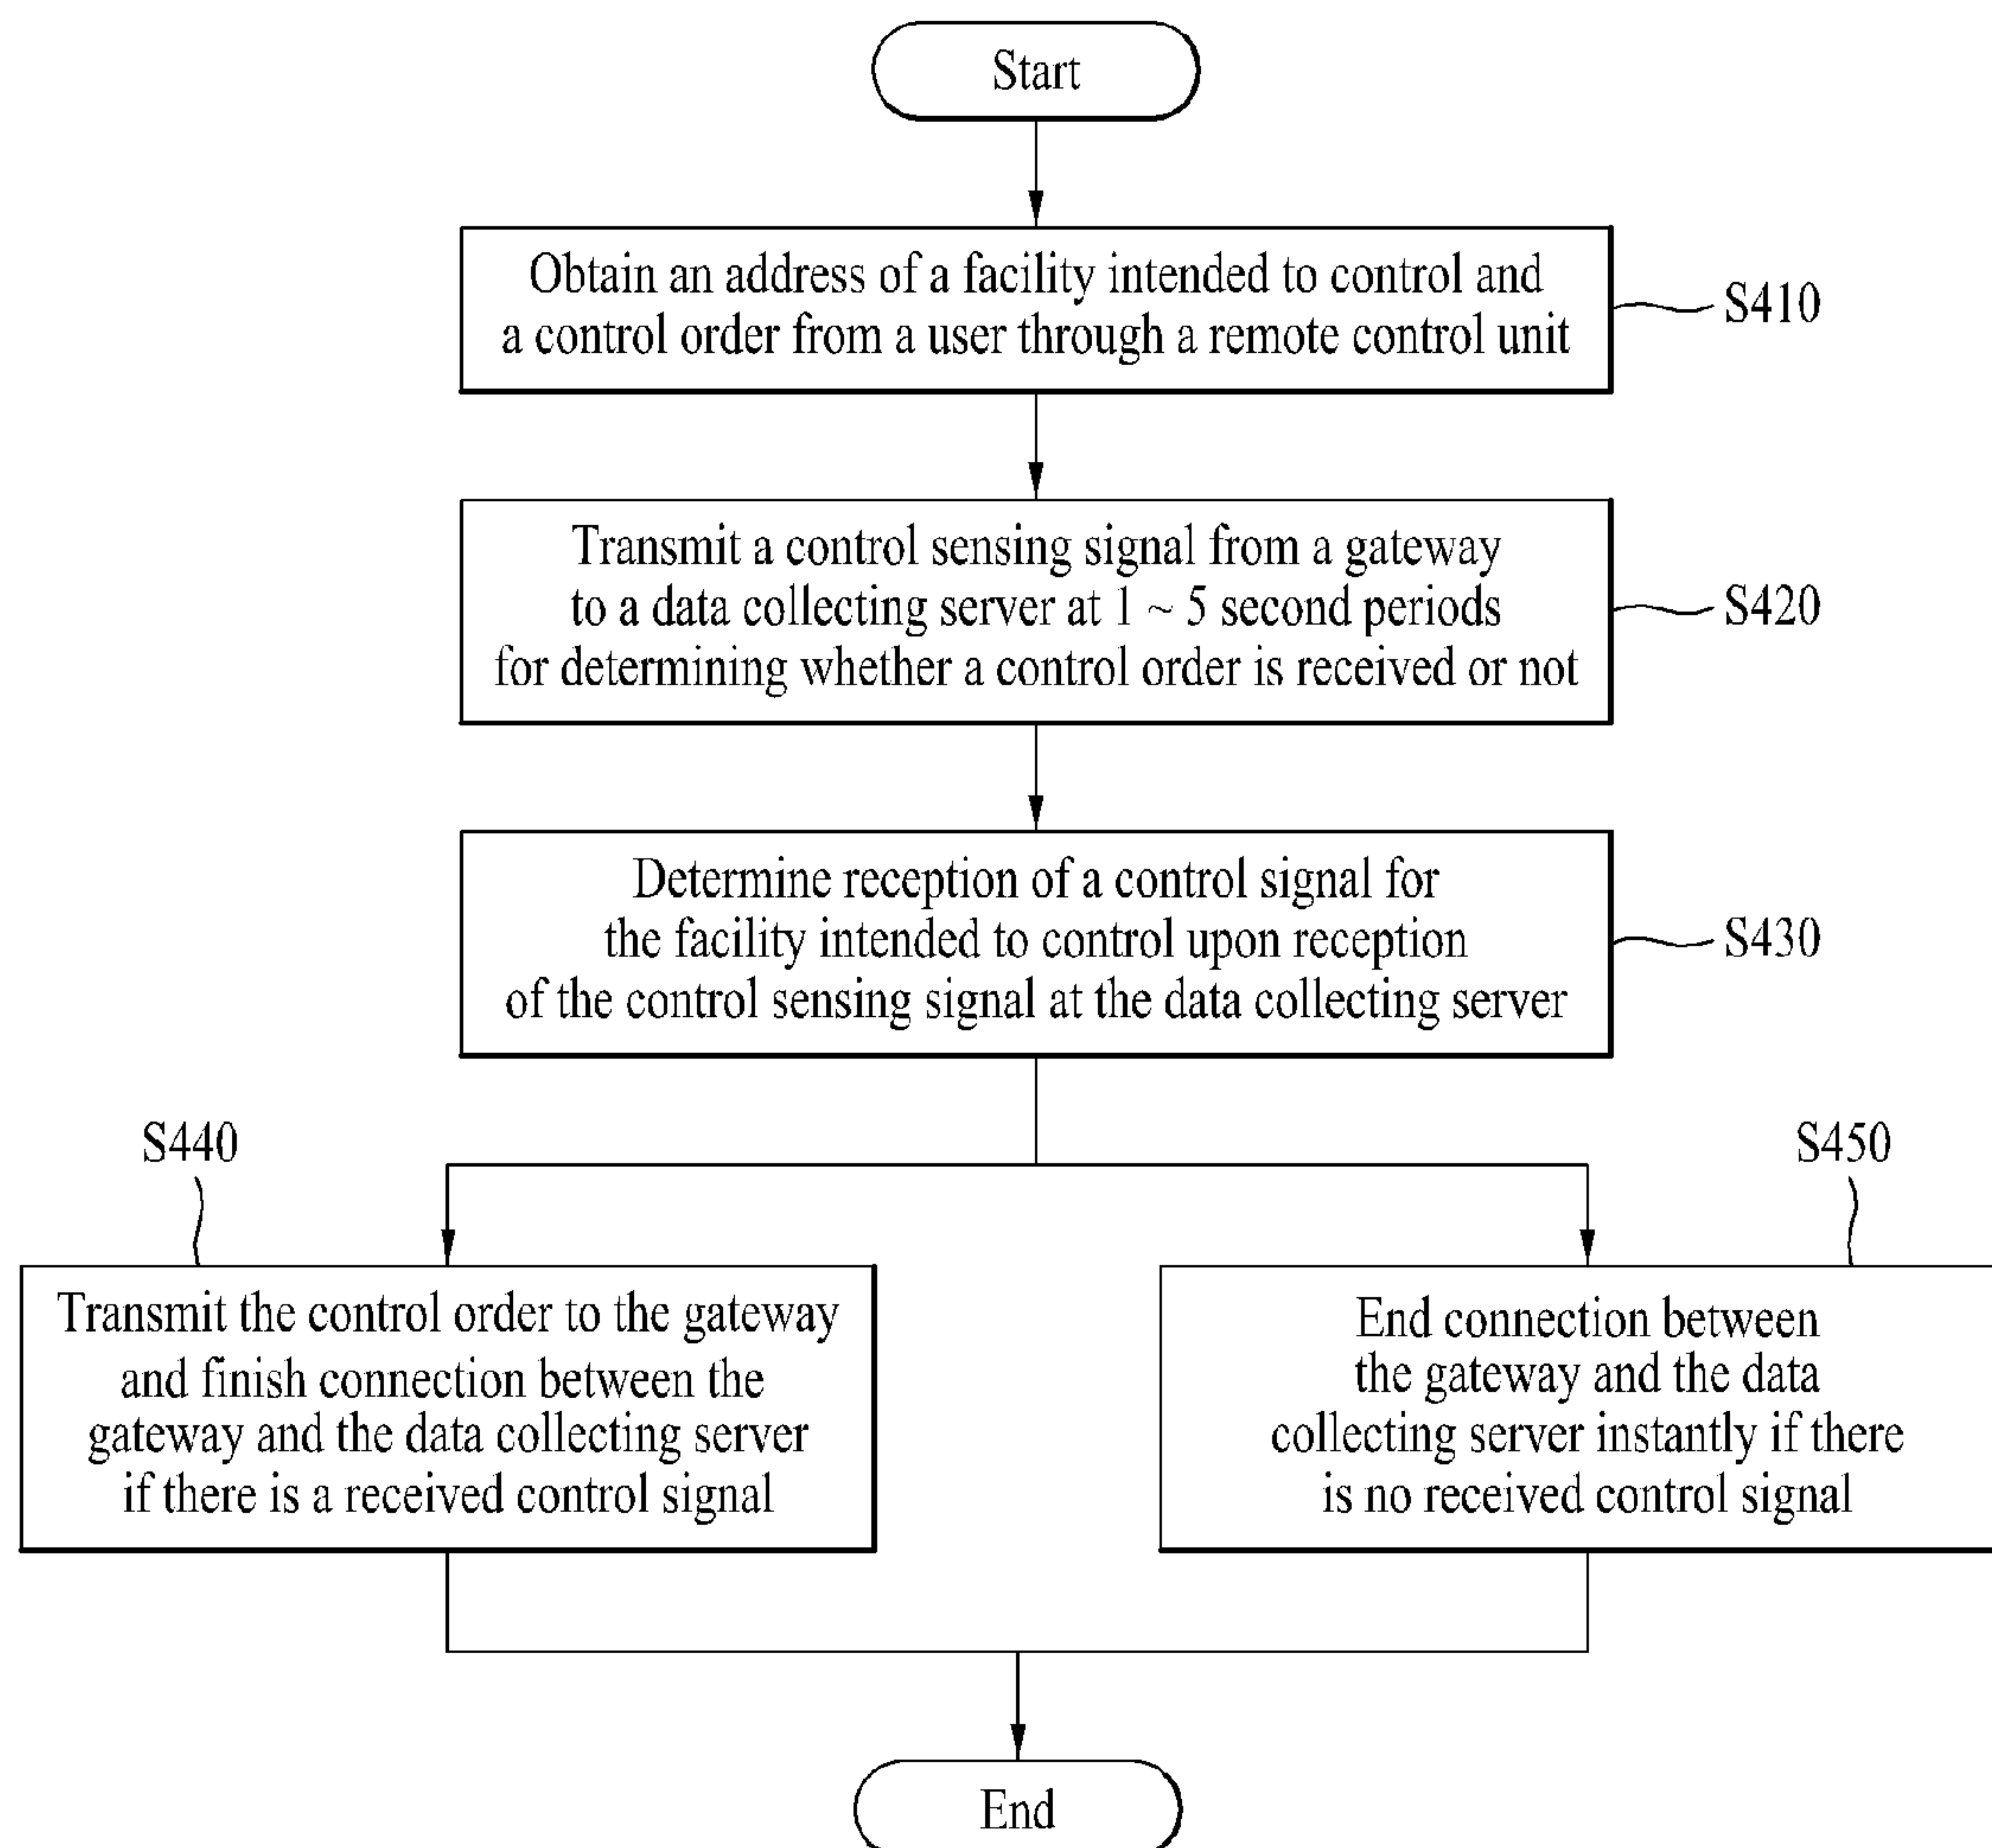 Start
Obtain an address of a facility intended to control and
a control order from a user through a remote control unit
S410
Transmit a control sensing signal from a gateway
to a data collecting server at 1 ~ 5 second periods
for determining whether a control order is received or not
S420
Determine reception of a control signal for
the facility intended to control upon reception
of the control sensing signal at the data collecting server
S430
S440
Transmit the control order to the gateway
and finish connection between the
gateway and the data collecting server
if there is a received control signal
S450
End connection between
the gateway and the data
collecting server instantly if there
is no received control signal
End